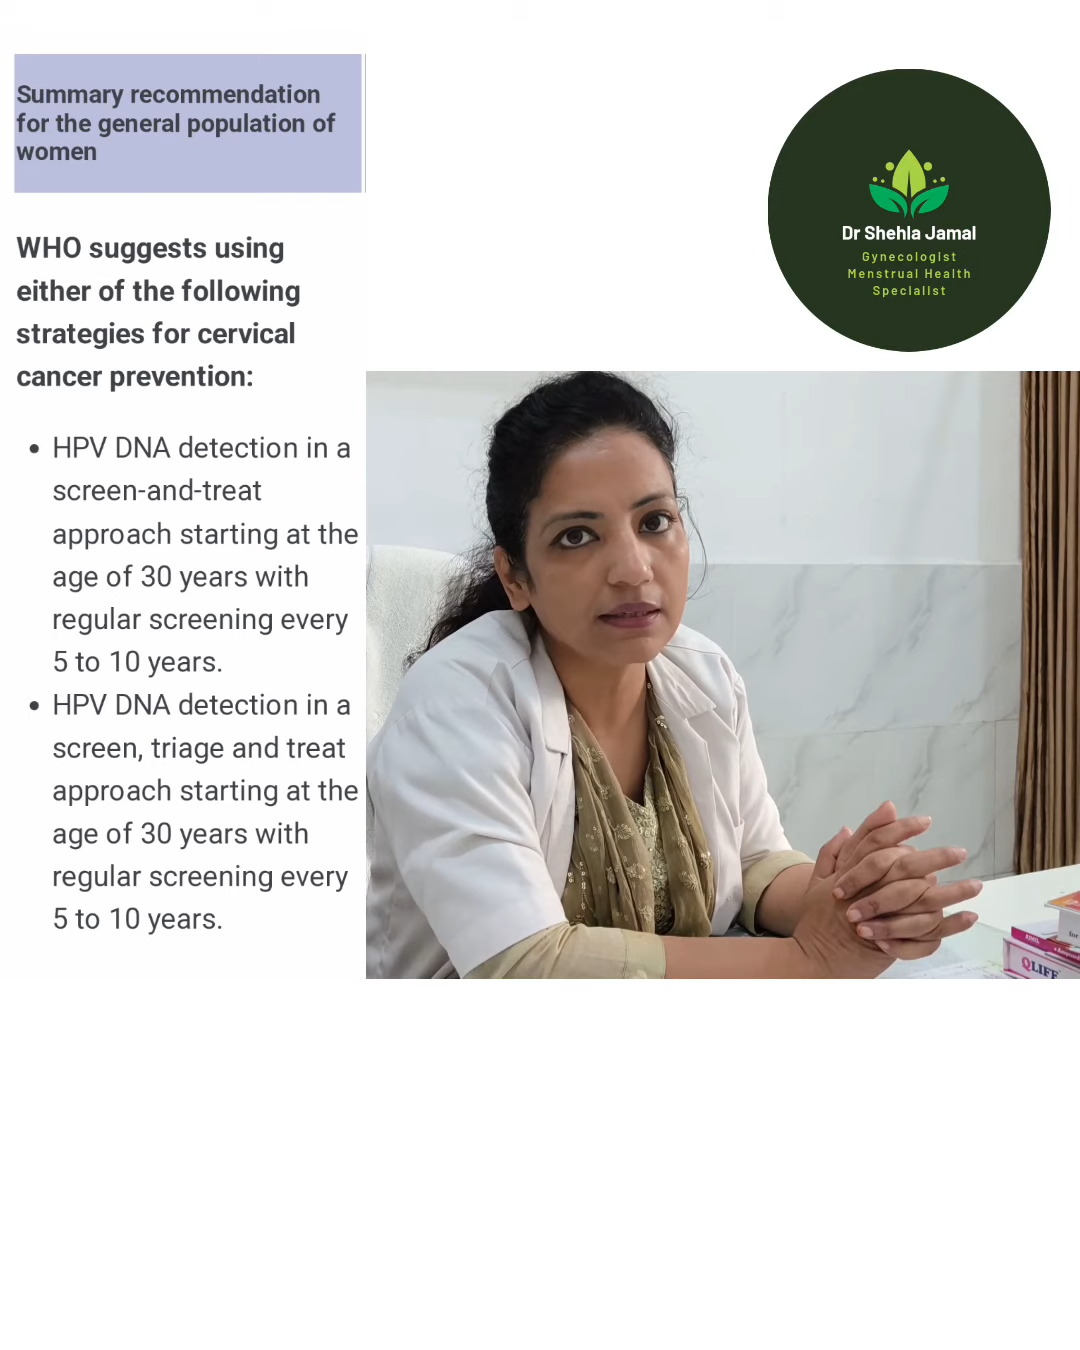 Summary recommendation
for the general population of
women
WHO suggests using
either of the following
strategies for cervical
cancer prevention:
• HPV DNA detection in a
screen-and-treat
approach starting at the
age of 30 years with
regular screening every
5 to 10 years.
• HPV DNA detection in a
screen, triage and treat
approach starting at the
age of 30 years with
regular screening every
5 to 10 years.
Dr Shehla Jamal
Gynecologist
Menstrual Health
Specialist
for
QLIFF